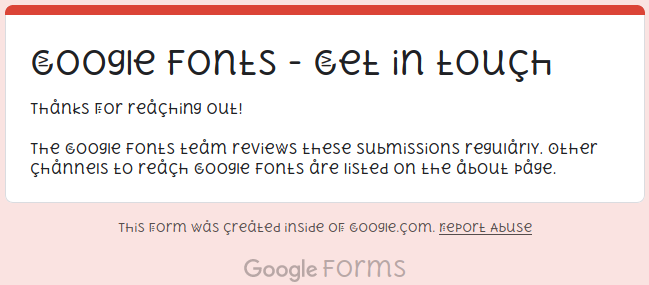 Google Fonts - Get in touch
Thanks for reaching out!
The Google Fonts team reviews these submissions regularly. Other
channels to reach Google Fonts are listed on the about page.
This form was created inside of Google.com. Report Abuse
Google Forms